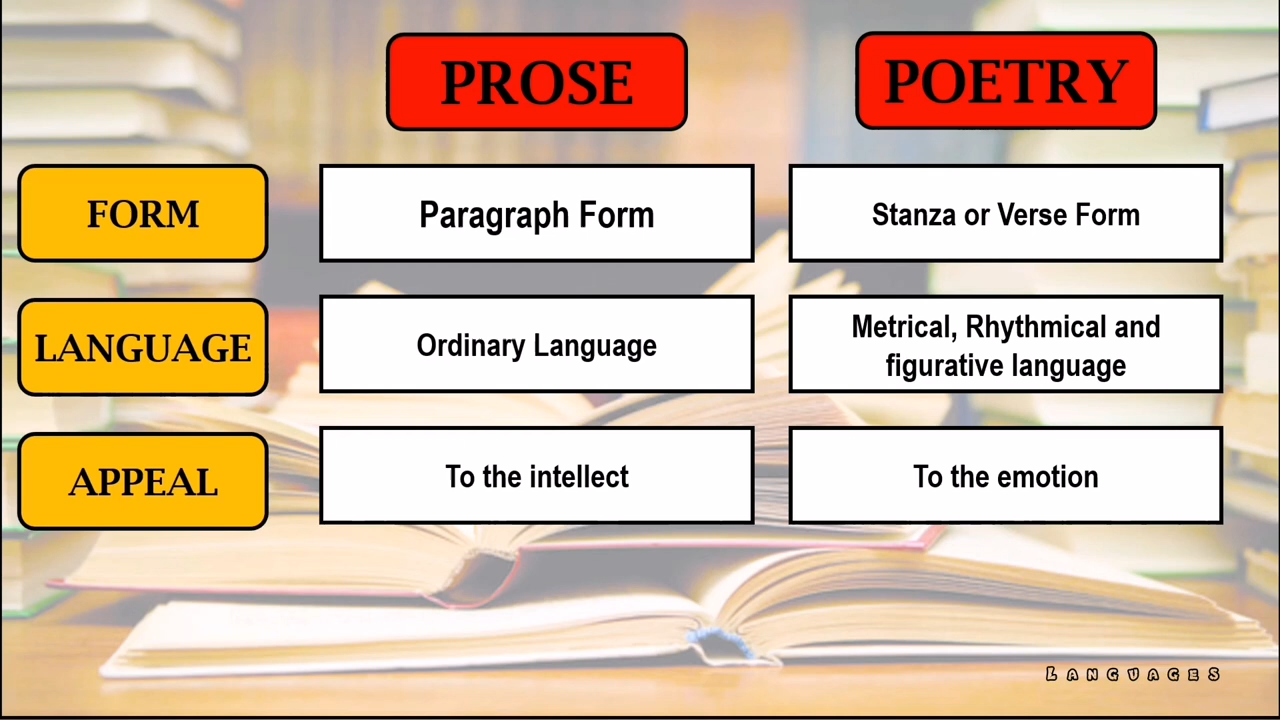 PROSE
POETRY
FORM
Paragraph Form
Stanza or Verse Form
LANGUAGE
Ordinary Language
Metrical, Rhythmical and
figurative language
APPEAL
To the intellect
To the emotion
LANGUAGES